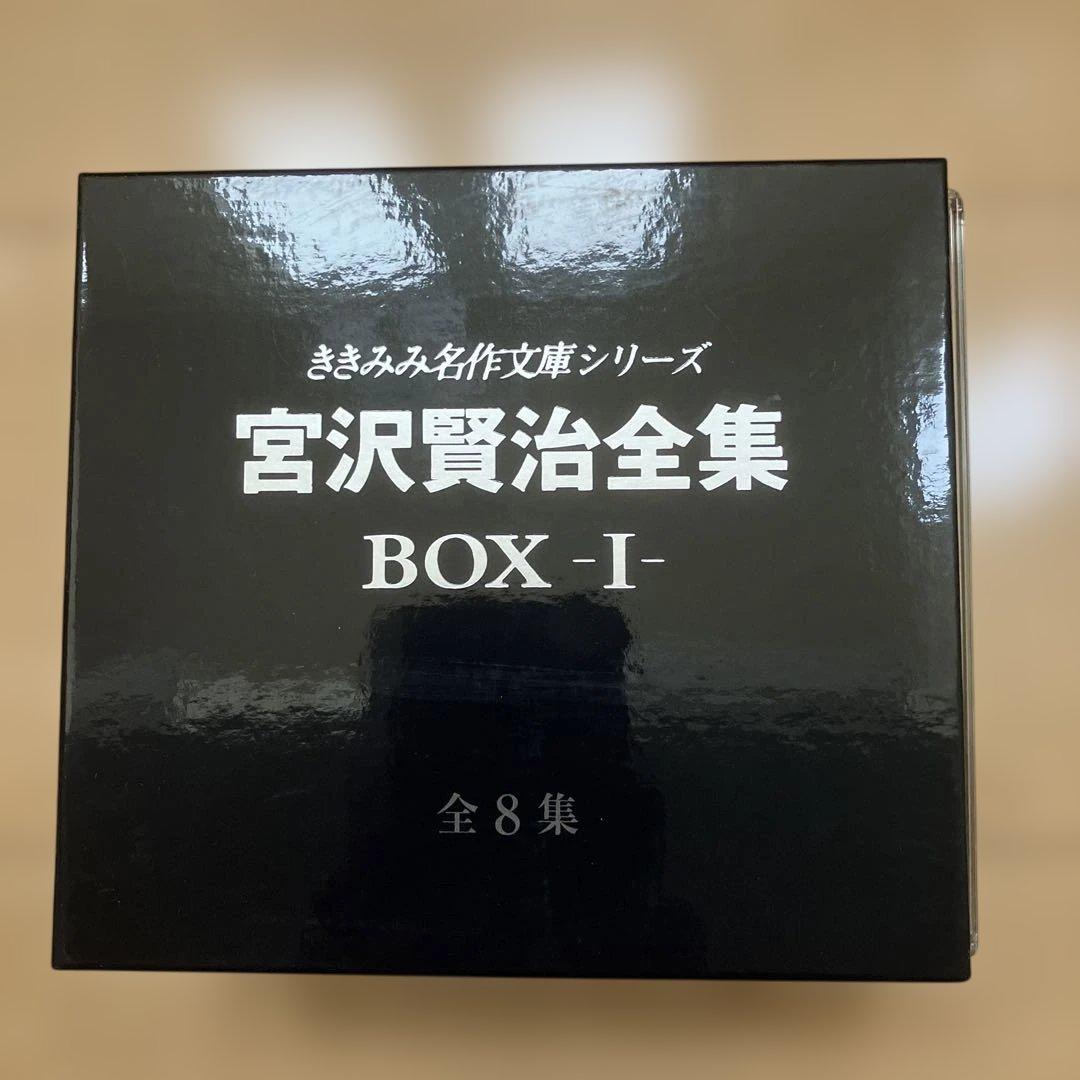 ききみみ名作文庫シリーズ
宮沢賢治全集
BOX -I-
全8集